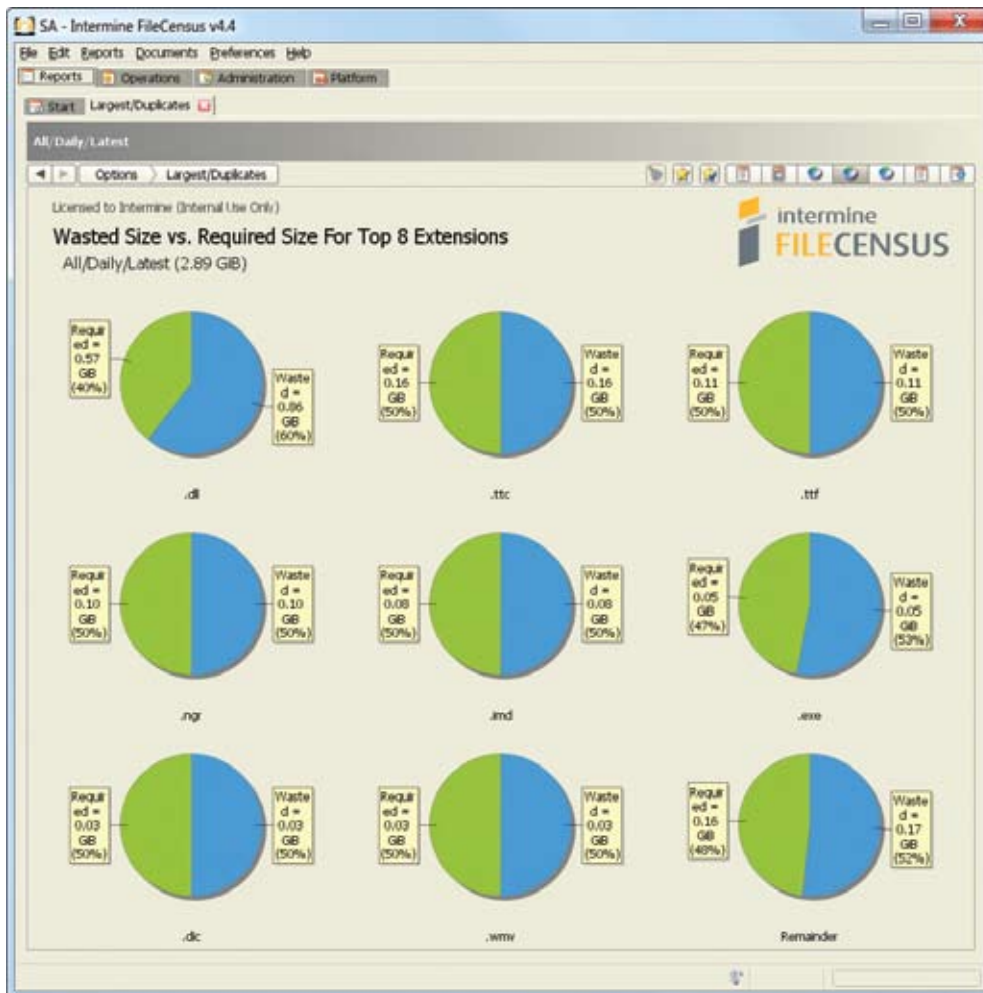 SA - Intermine FileCensus v4.4
File Edit Reports Documents Preferences Help
Reports Operations Administration Platform
Start Largest/Duplicates
All/Daily/Latest
Options Largest/Duplicates
Licensed to Intermine (Internal Use Only)
Wasted Size vs. Required Size For Top 8 Extensions
All/Daily/Latest (2.89 GiB)
intermine
FILECENSUS
Requir
ed =
0.57
GB
(40%)
Waste
d =
0.86
GB
(60%)
.dll
Requir
ed =
0.16
GB
(50%)
Waste
d =
0.16
GB
(50%)
.ttc
Requir
ed =
0.11
GB
(50%)
Waste
d =
0.11
GB
(50%)
.ttf
Requir
ed =
0.10
GB
(50%)
Waste
d =
0.10
GB
(50%)
.ngr
Requir
ed =
0.08
GB
(50%)
Waste
d =
0.08
GB
(50%)
.imd
Requir
ed =
0.05
GB
(47%)
Waste
d =
0.05
GB
(53%)
.exe
Requir
ed =
0.03
GB
(50%)
Waste
d =
0.03
GB
(50%)
.dic
Requir
ed =
0.03
GB
(50%)
Waste
d =
0.03
GB
(50%)
.wmv
Requir
ed =
0.16
GB
(48%)
Waste
d =
0.17
GB
(52%)
Remainder